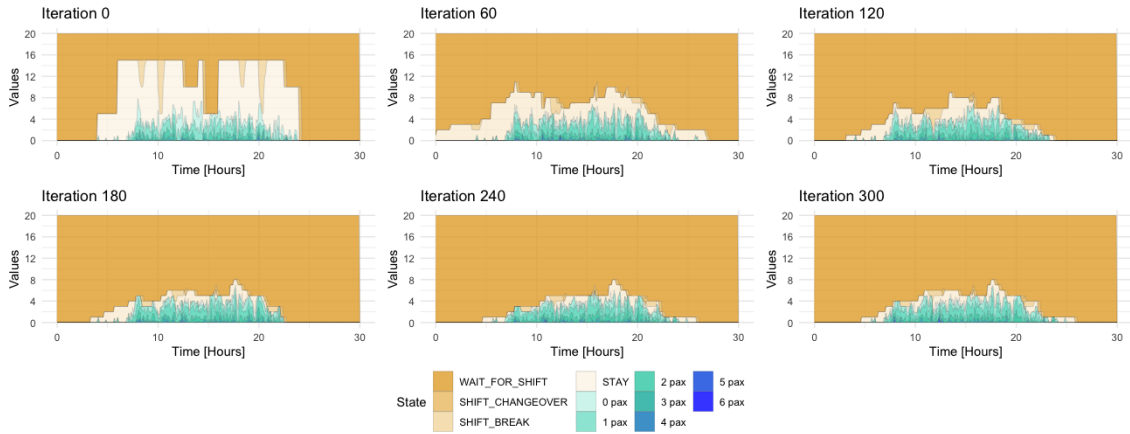 Iteration 0
Iteration 60
Iteration 120
20
16
12
8
4
0
Values
0
10
20
30
Time [Hours]
20
16
12
8
4
0
Values
0
10
20
30
Time [Hours]
20
16
12
8
4
0
Values
0
10
20
30
Time [Hours]
Iteration 180
Iteration 240
Iteration 300
20
16
12
8
4
0
Values
0
10
20
30
Time [Hours]
20
16
12
8
4
0
Values
0
10
20
30
Time [Hours]
20
16
12
8
4
0
Values
0
10
20
30
Time [Hours]
State
WAIT_FOR_SHIFT
SHIFT_CHANGEOVER
SHIFT_BREAK
STAY
0 pax
1 pax
2 pax
3 pax
4 pax
5 pax
6 pax